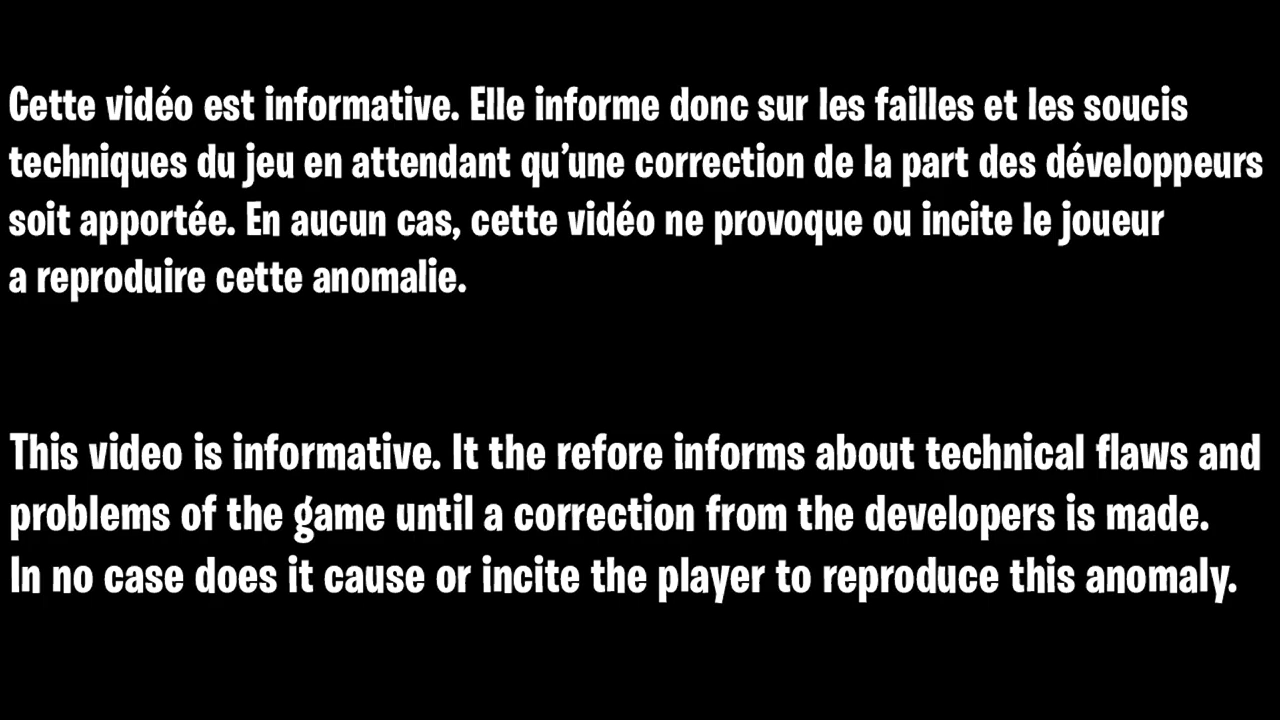 Cette vidéo est informative. Elle informe donc sur les failles et les soucis
techniques du jeu en attendant qu’une correction de la part des développeurs
soit apportée. En aucun cas, cette vidéo ne provoque ou incite le joueur
a reproduire cette anomalie.
This video is informative. It the refore informs about technical flaws and
problems of the game until a correction from the developers is made.
In no case does it cause or incite the player to reproduce this anomaly.